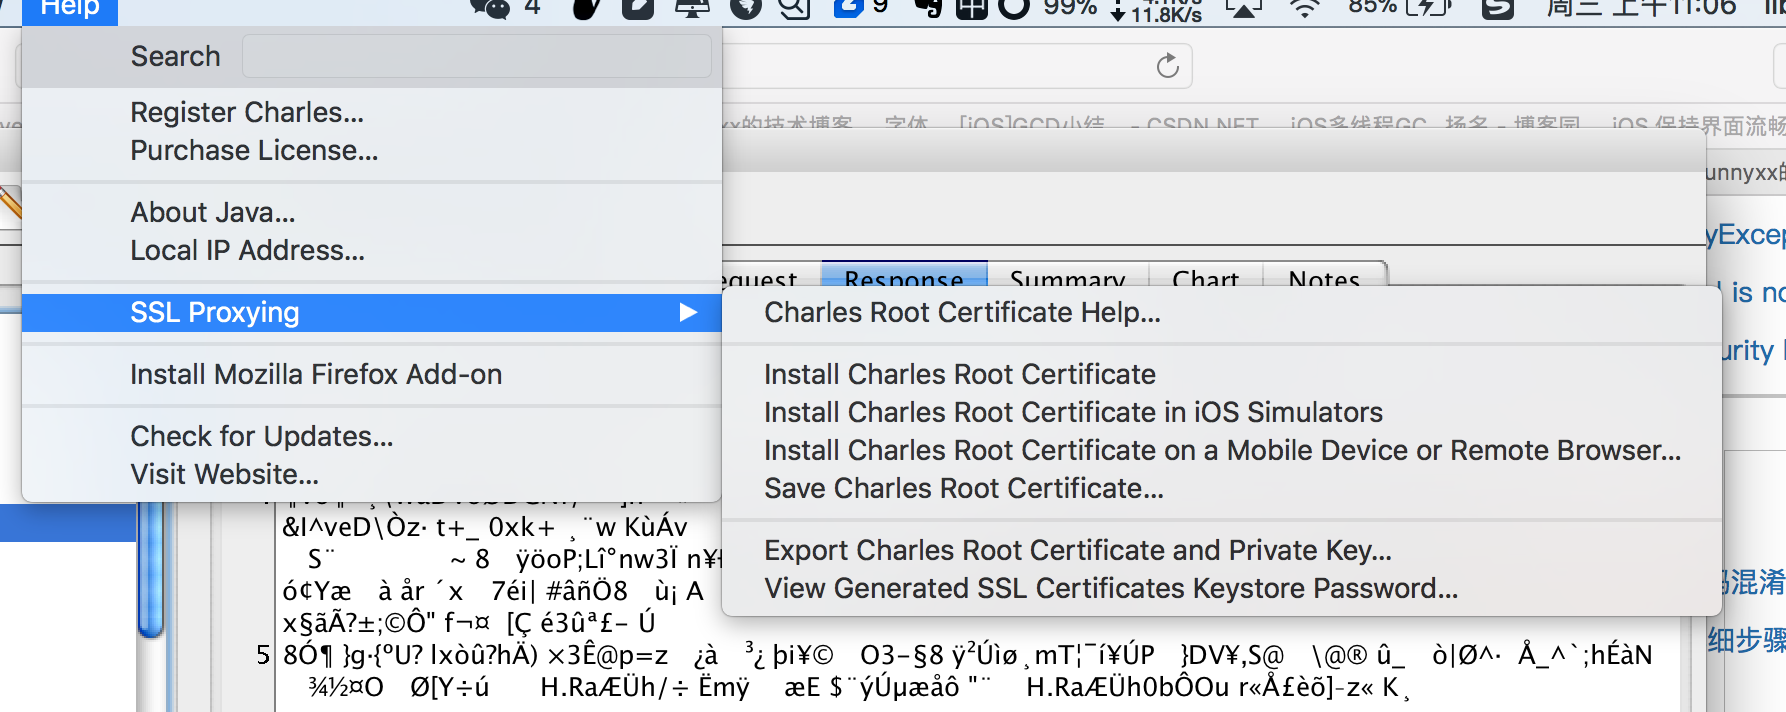 Help
4
9
99%
11.8K/s
85%
周三 上午11:06
Search
Register Charles...
Purchase License...
About Java...
Local IP Address...
SSL Proxying
Install Mozilla Firefox Add-on
Check for Updates...
Visit Website...
xx的技术博客
字体
[iOS]GCD小结 - CSDN.NET
iOS多线程GC
扬名 - 博客园
iOS 保持界面流畅
unnyxx的
equest
Response
Summary
Chart
Notes
Charles Root Certificate Help...
Install Charles Root Certificate
Install Charles Root Certificate in iOS Simulators
Install Charles Root Certificate on a Mobile Device or Remote Browser...
Save Charles Root Certificate...
Export Charles Root Certificate and Private Key...
View Generated SSL Certificates Keystore Password...
yExcep
is no
urity
混淆
细步骤
&I^veD\Òz· t+_ 0xk+ ¸¨w KùÁv
S¨ ~ 8 ÿöoP;Lî°nw3Ï
ó¢Yæ à år ´x 7éi| #âñÖ8 ù¡ A
x§ãÃ?±;©Ô" f¬¤ [Ç é3ûª£– Ú
5 8Ó¶ }g·{ºU? lxòû?hÄ) ×3Ê@p=z ¿à ³¿ þi¥© O3–§8 ÿ²Úìø¸mT¦¯í¥ÚP }DV¥,S@ \@® û_ ò|Ø^· Å_^`;hÉàN
¾½¤O Ø[Y÷ú H.RaÆÜh/÷ Ëmÿ æE $¨ýÚµæåô "¨ H.RaÆÜh0bÔOu r«Å£èõ]–z« K¸